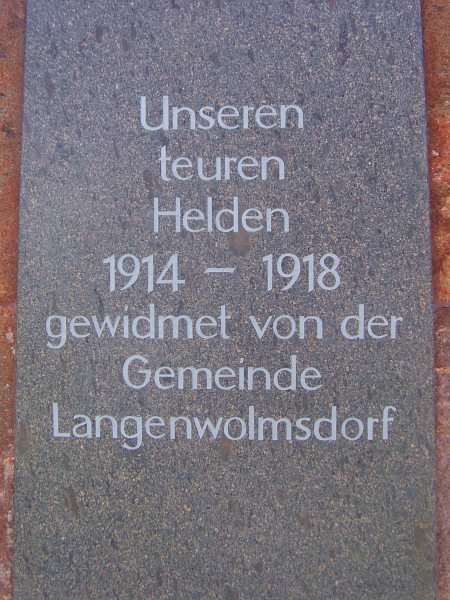 Unseren
teuren
Helden
1914 – 1918
gewidmet von der
Gemeinde
Langenwolmsdorf